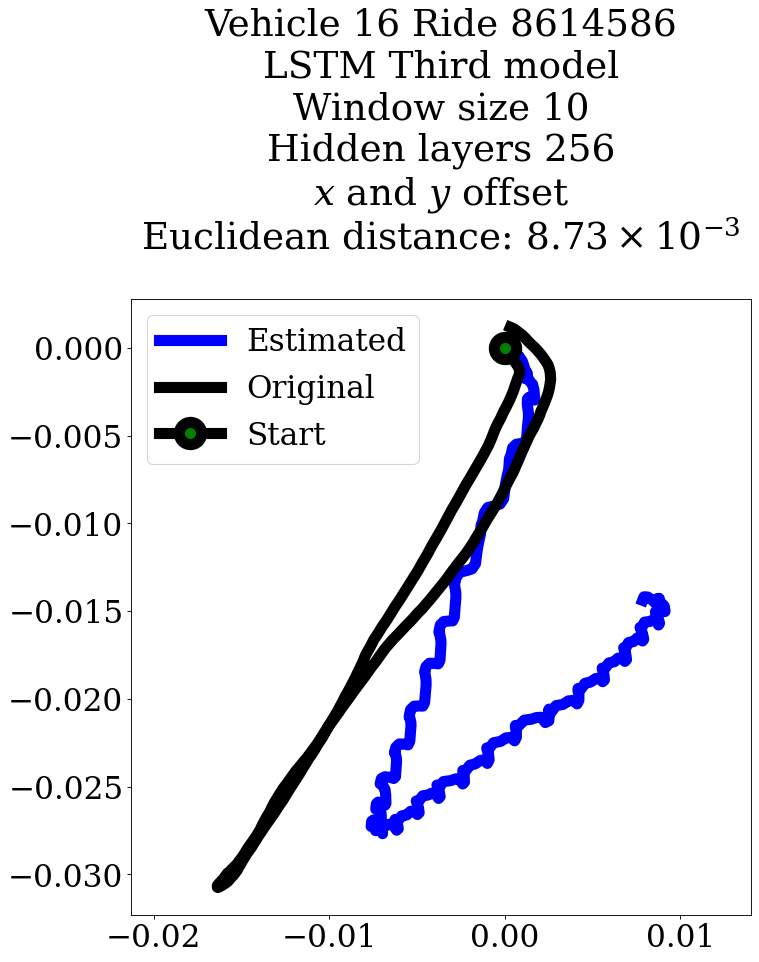 Vehicle 16 Ride 8614586
LSTM Third model
Window size 10
Hidden layers 256
x and y offset
Euclidean distance: 8.73 × 10⁻³
Estimated
Original
Start
0.000
−0.005
−0.010
−0.015
−0.020
−0.025
−0.030
−0.02 −0.01 0.00 0.01